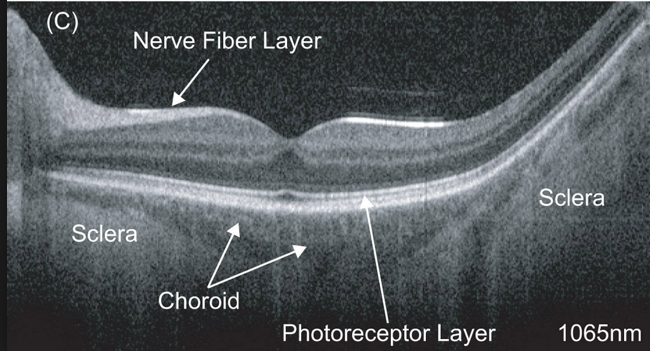 (C)
Nerve Fiber Layer
Sclera
Sclera
Choroid
Photoreceptor Layer
1065nm